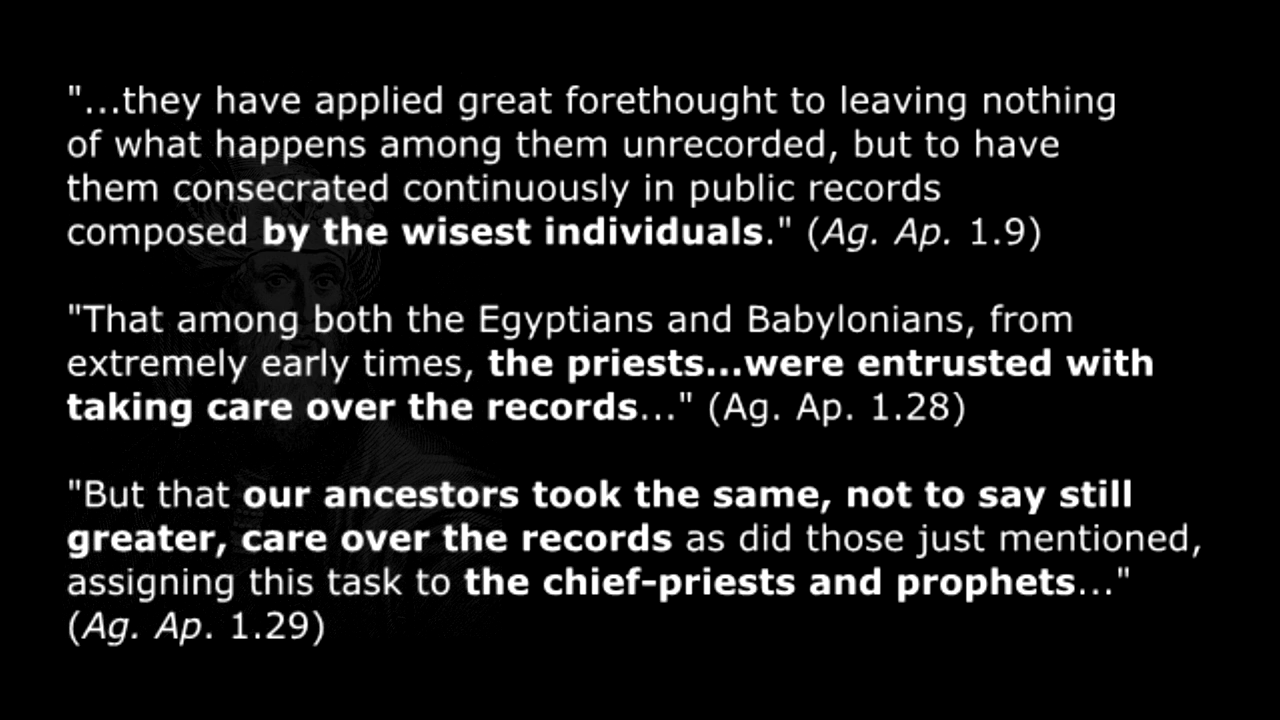 "...they have applied great forethought to leaving nothing
of what happens among them unrecorded, but to have
them consecrated continuously in public records
composed by the wisest individuals." (Ag. Ap. 1.9)
"That among both the Egyptians and Babylonians, from
extremely early times, the priests...were entrusted with
taking care over the records..." (Ag. Ap. 1.28)
"But that our ancestors took the same, not to say still
greater, care over the records as did those just mentioned,
assigning this task to the chief-priests and prophets..."
(Ag. Ap. 1.29)